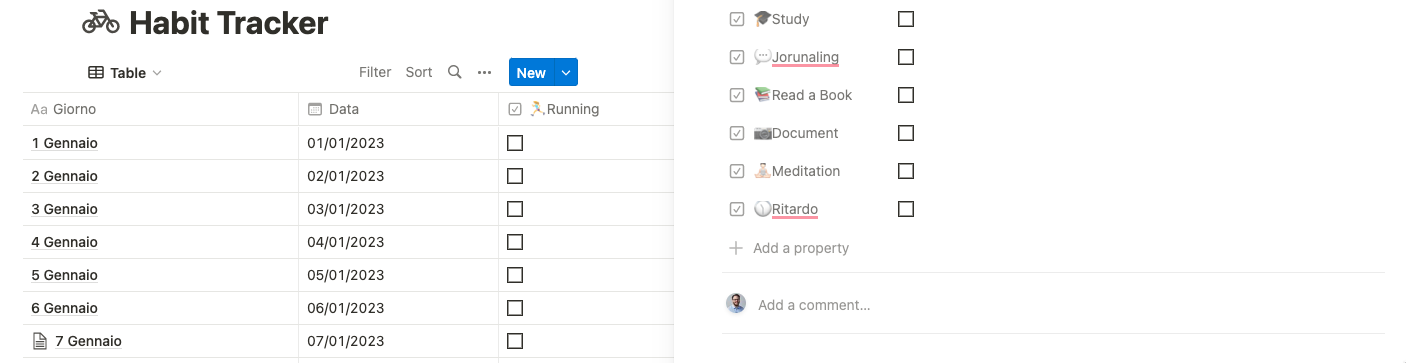 Habit Tracker
Table
Filter Sort
New
Aa Giorno Data Running
1 Gennaio 01/01/2023
2 Gennaio 02/01/2023
3 Gennaio 03/01/2023
4 Gennaio 04/01/2023
5 Gennaio 05/01/2023
6 Gennaio 06/01/2023
7 Gennaio 07/01/2023
Study
Jorunaling
Read a Book
Document
Meditation
Ritardo
Add a property
Add a comment...